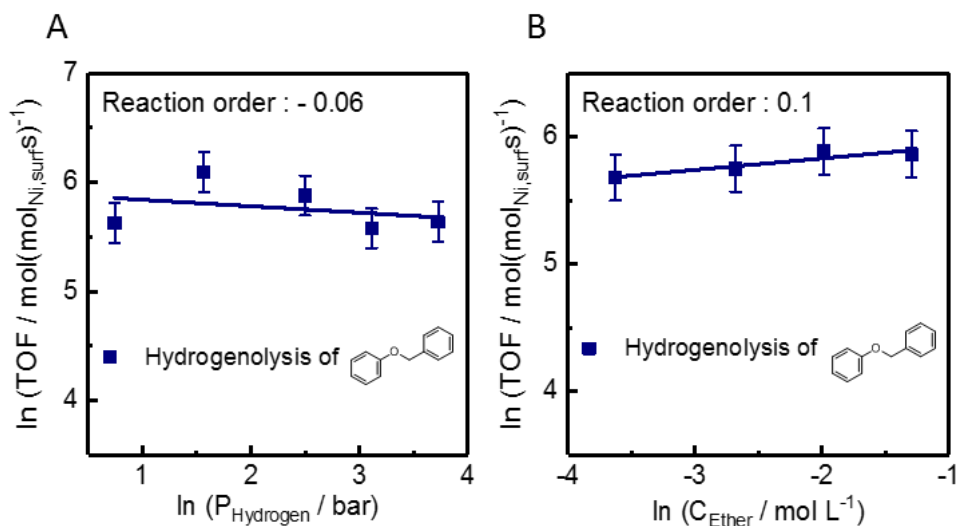 A
Reaction order : - 0.06
7
6
5
4
ln (TOF / mol(molNi,surfs)-1)
Hydrogenolysis of
O
1 2 3 4
ln (PHydrogen / bar)
B
Reaction order : 0.1
6
5
4
ln (TOF / mol(molNi,surfs)-1)
Hydrogenolysis of
O
-4 -3 -2 -1
ln (CEther / mol L-1)